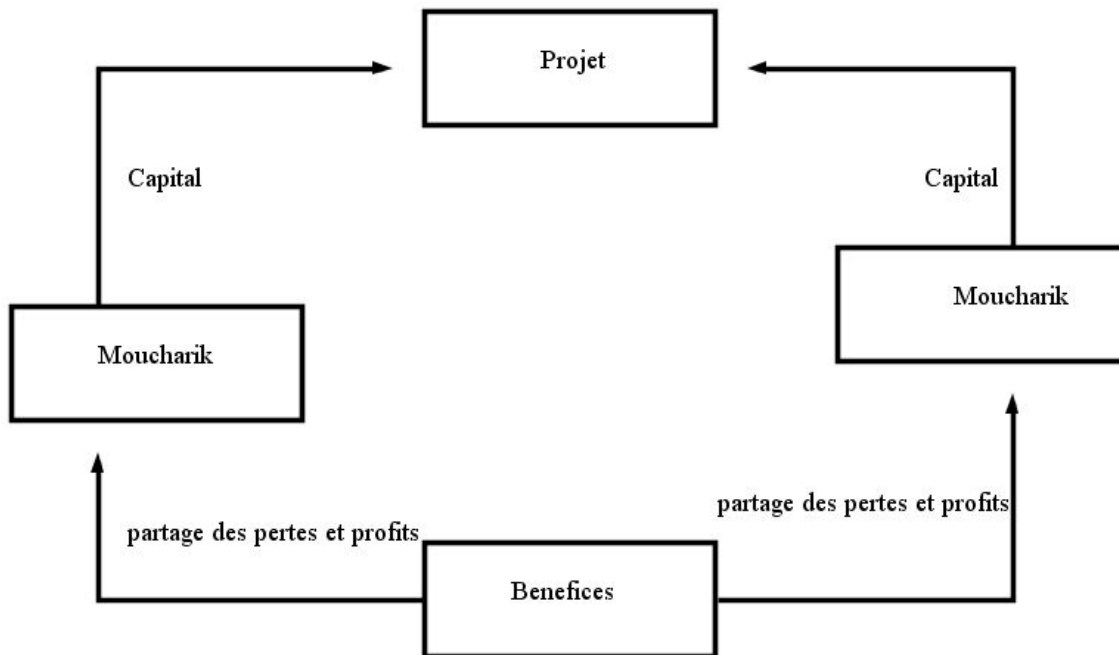 Projet
Capital
Capital
Moucharik
Moucharik
partage des pertes et profits
partage des pertes et profits
Benefices